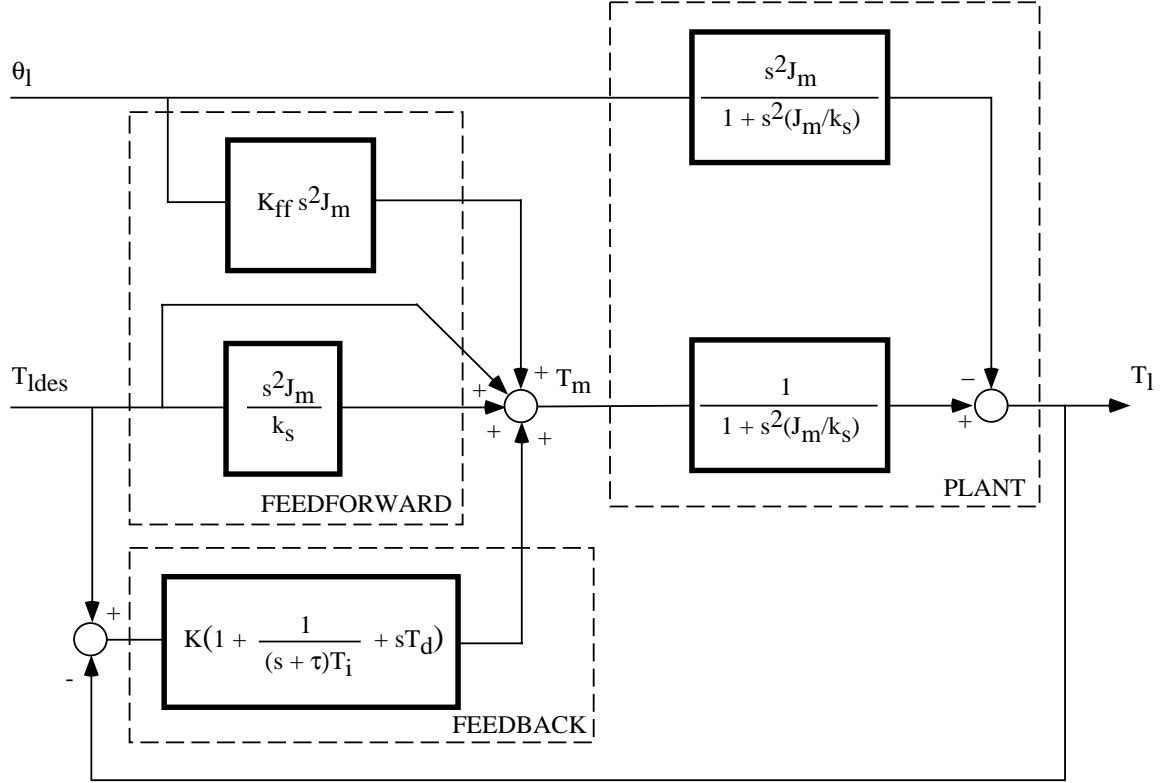 θl
s²Jm
1 + s²(Jm/ks)
Kff s²Jm
Tldes
s²Jm
ks
+
+
+
+
Tm
1
1 + s²(Jm/ks)
−
+
Tl
FEEDFORWARD
PLANT
+
-
K(1 + 1/((s + τ)Ti) + sTd)
FEEDBACK